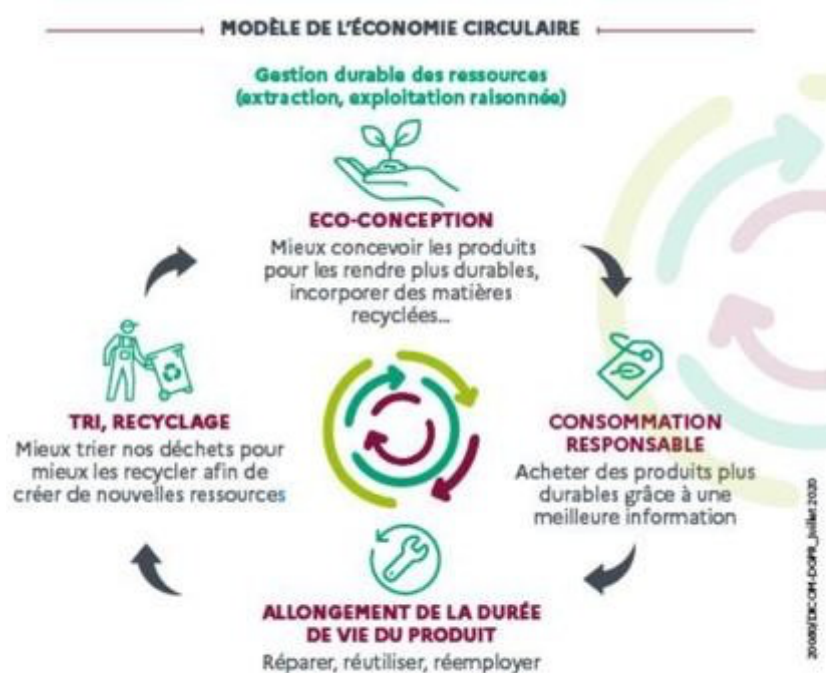 MODÈLE DE L'ÉCONOMIE CIRCULAIRE
Gestion durable des ressources
(extraction, exploitation raisonnée)
ECO-CONCEPTION
Mieux concevoir les produits
pour les rendre plus durables,
incorporer des matières
recyclées...
CONSOMMATION
RESPONSABLE
Acheter des produits plus
durables grâce à une
meilleure information
ALLONGEMENT DE LA DURÉE
DE VIE DU PRODUIT
Réparer, réutiliser, réemployer
TRI, RECYCLAGE
Mieux trier nos déchets pour
mieux les recycler afin de
créer de nouvelles ressources
juillet 2020